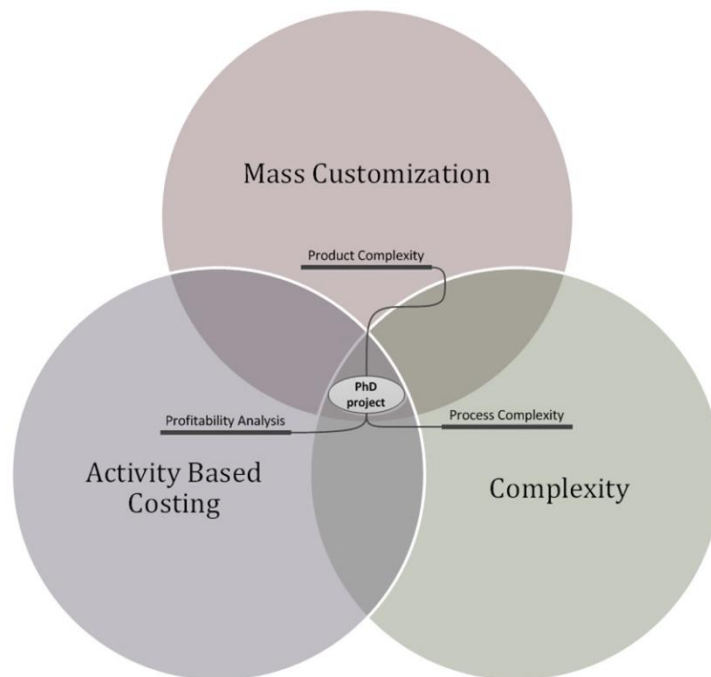 Mass Customization
Product Complexity
PhD
project
Profitability Analysis
Process Complexity
Activity Based
Costing
Complexity